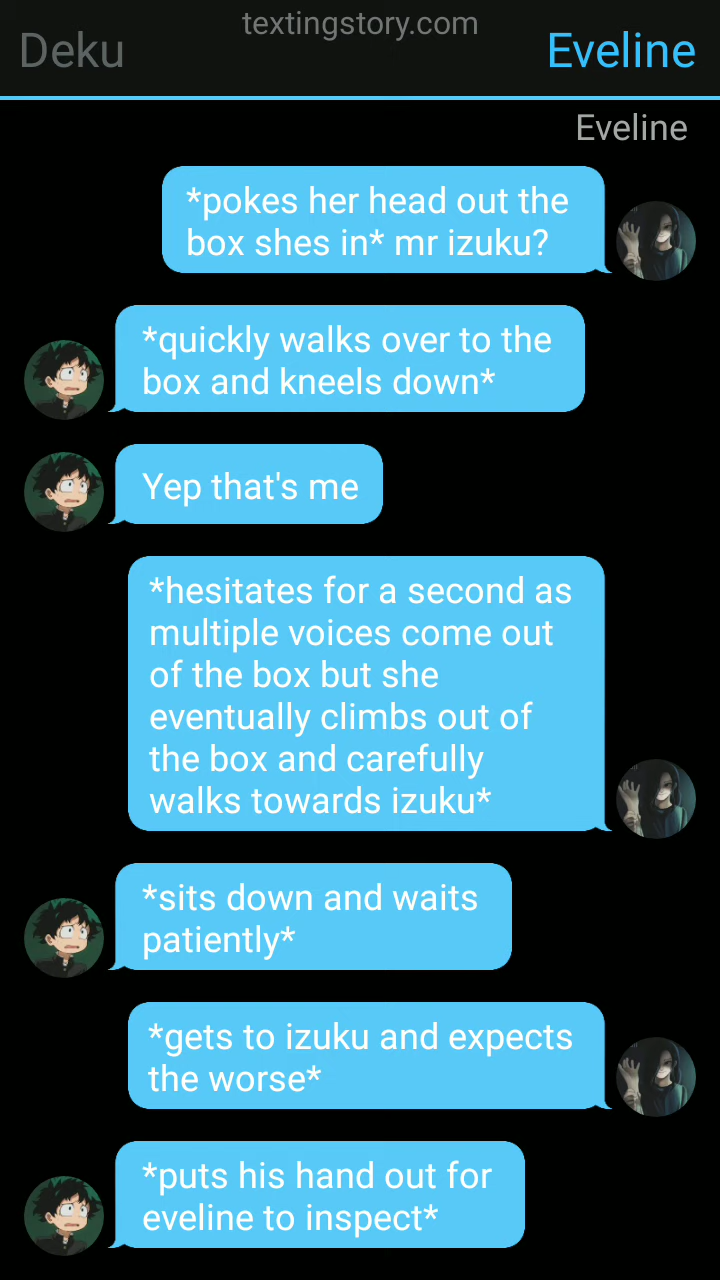 textingstory.com
Deku
Eveline
Eveline
*pokes her head out the
box shes in* mr izuku?
*quickly walks over to the
box and kneels down*
Yep that's me
*hesitates for a second as
multiple voices come out
of the box but she
eventually climbs out of
the box and carefully
walks towards izuku*
*sits down and waits
patiently*
*gets to izuku and expects
the worse*
*puts his hand out for
eveline to inspect*